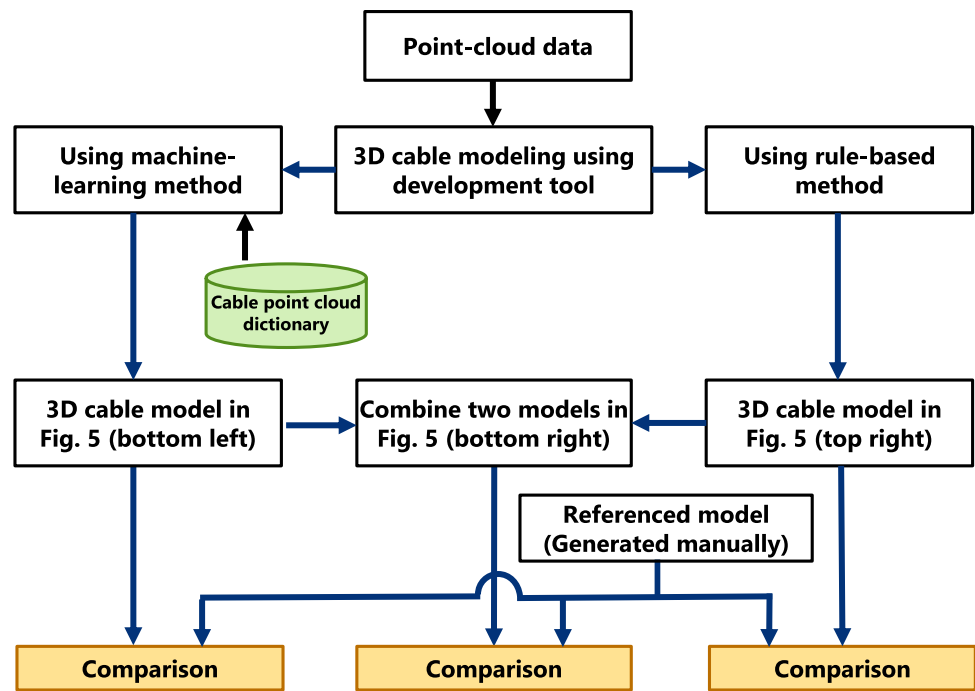 Point-cloud data
Using machine-
learning method
3D cable modeling using
development tool
Using rule-based
method
Cable point cloud
dictionary
3D cable model in
Fig. 5 (bottom left)
Combine two models in
Fig. 5 (bottom right)
3D cable model in
Fig. 5 (top right)
Referenced model
(Generated manually)
Comparison
Comparison
Comparison